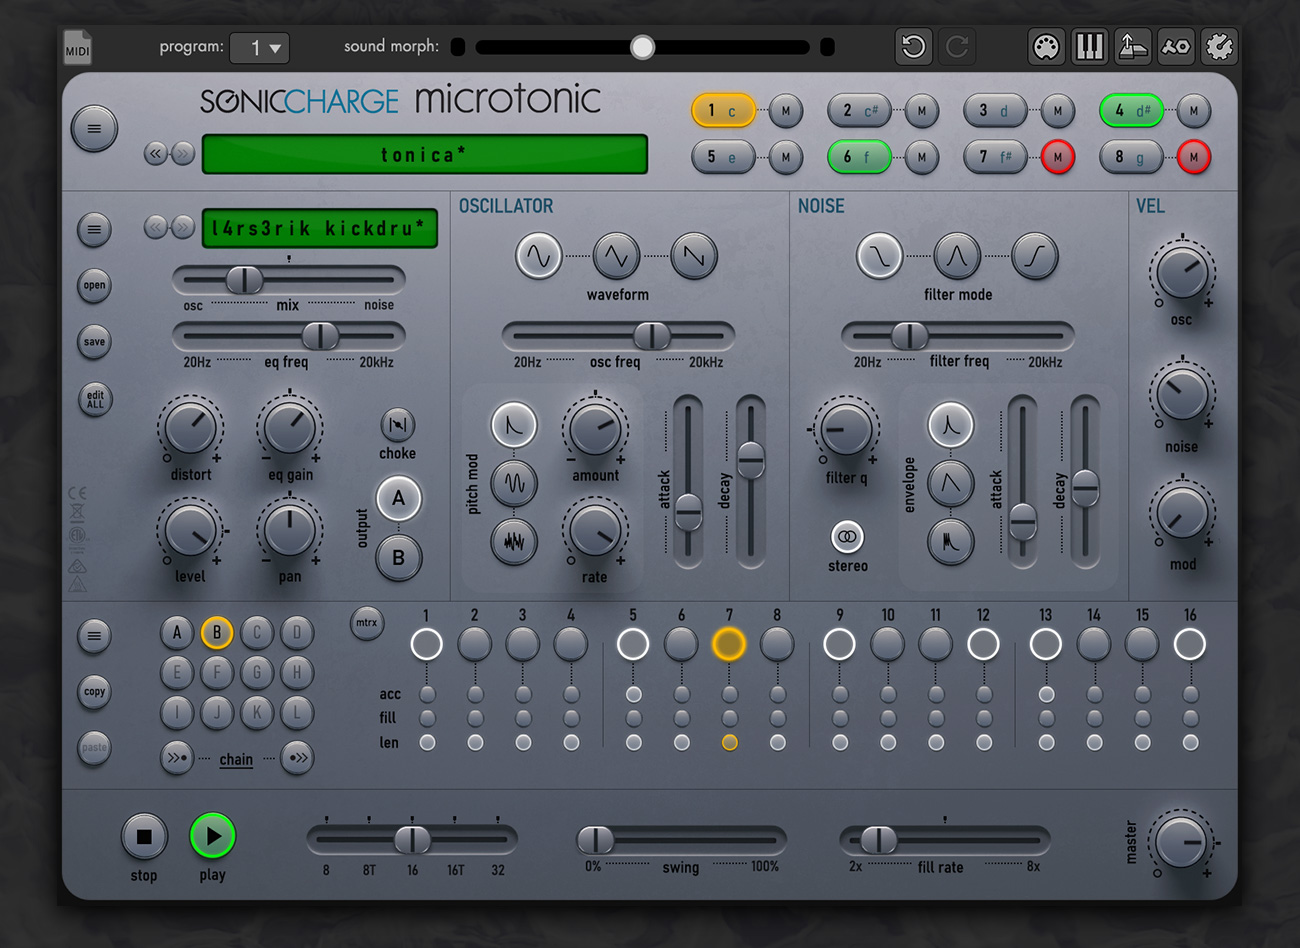 MIDI program: 1 sound morph:
SONICCHARGE microtonic
1 c M 2 c# M 3 d M 4 d# M
tonica*
5 e M 6 f M 7 f# M 8 g M
OSCILLATOR NOISE VEL
l4rs3rik kickdru*
open
waveform filter mode
osc mix noise
osc
save
20Hz eq freq 20kHz 20Hz osc freq 20kHz 20Hz filter freq 20kHz
edit
ALL
choke
distort eq gain amount filter q noise
pitch mod attack decay envelope attack decay
A
output
B
stereo
level pan rate mod
1 2 3 4 5 6 7 8 9 10 11 12 13 14 15 16
mtrx
A B C D
E F G H
copy
acc
I J K L
fill
len
paste
chain
stop play
8 8T 16 16T 32
0% swing 100%
2x fill rate 8x
master